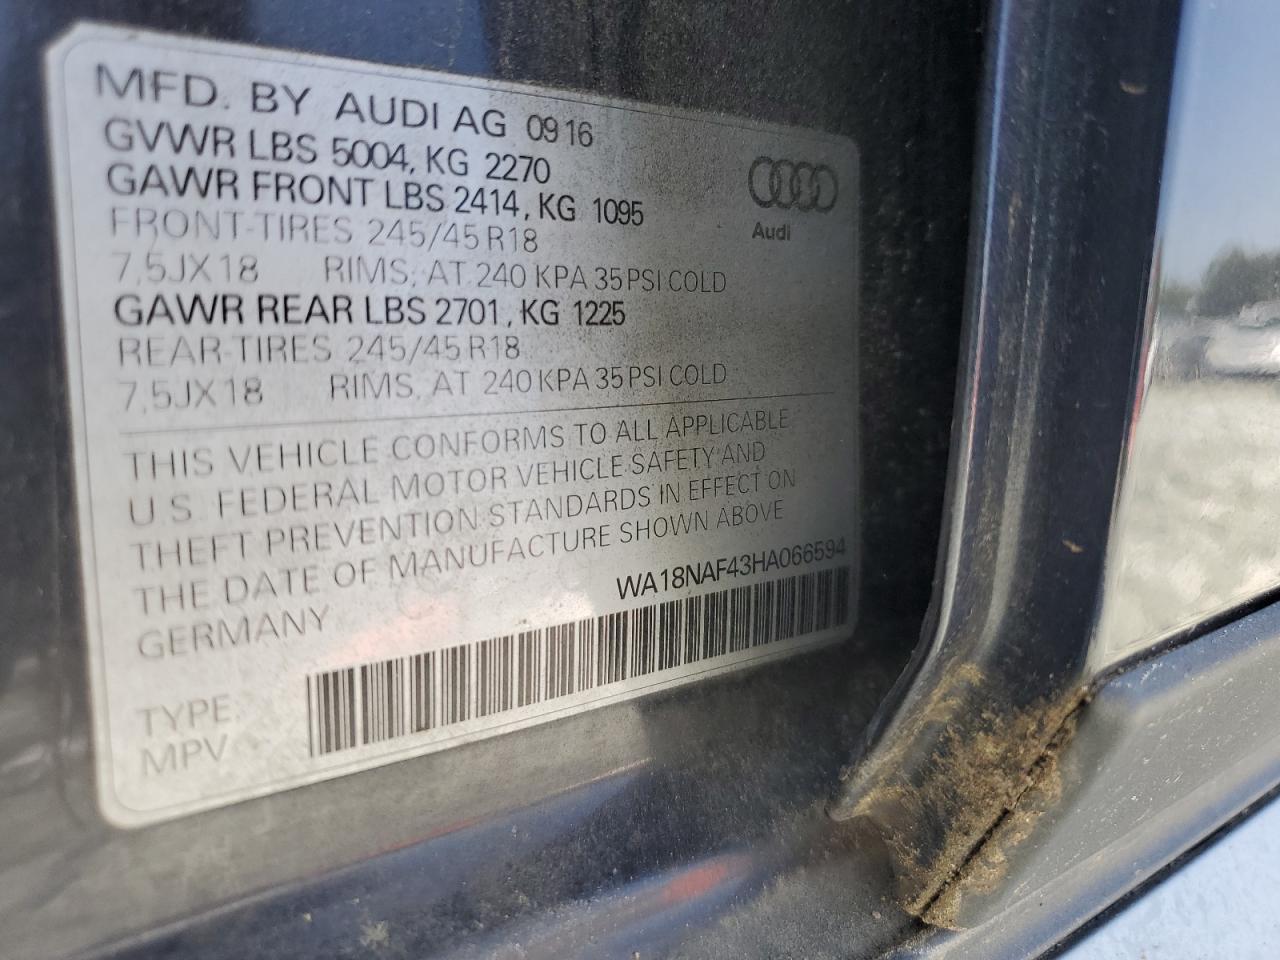 MFD. BY AUDI AG 09 16
GVWR LBS 5004, KG 2270
GAWR FRONT LBS 2414, KG 1095
FRONT-TIRES 245/45 R18
7,5JX18 RIMS, AT 240 KPA 35 PSI COLD
GAWR REAR LBS 2701, KG 1225
REAR-TIRES 245/45 R18
7,5JX18 RIMS, AT 240 KPA 35 PSI COLD
Audi
THIS VEHICLE CONFORMS TO ALL APPLICABLE
U.S. FEDERAL MOTOR VEHICLE SAFETY AND
THEFT PREVENTION STANDARDS IN EFFECT ON
THE DATE OF MANUFACTURE SHOWN ABOVE
GERMANY
WA18NAF43HA066594
TYPE:
MPV